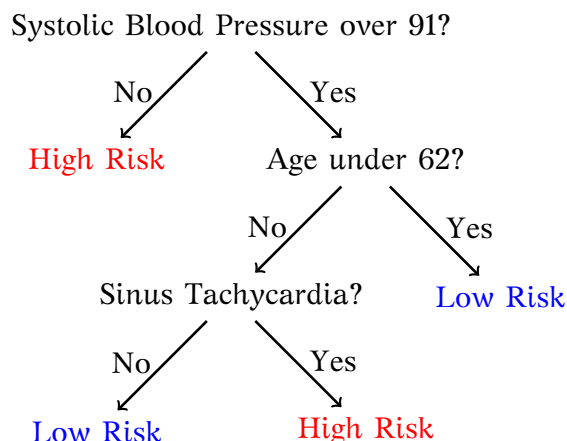 Systolic Blood Pressure over 91?
No Yes
High Risk Age under 62?
No Yes
Sinus Tachycardia? Low Risk
No Yes
Low Risk High Risk